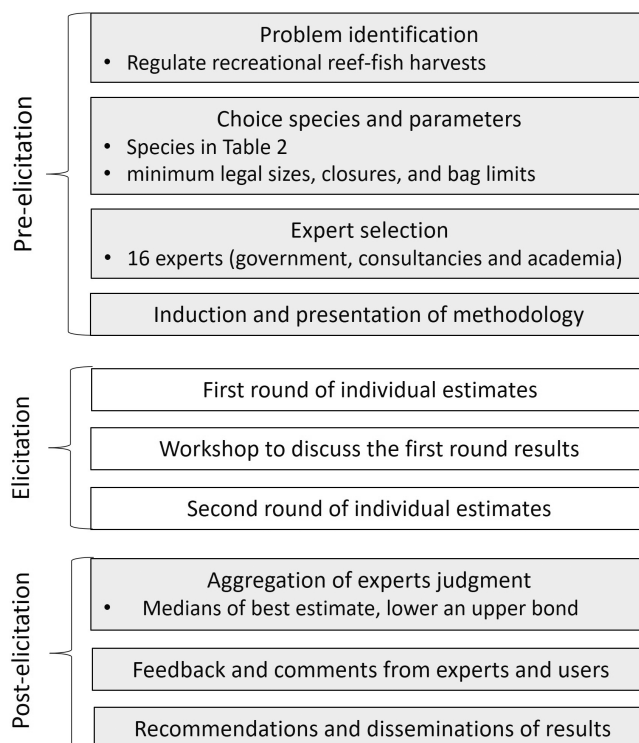 Pre-elicitation
Problem identification
• Regulate recreational reef-fish harvests
Choice species and parameters
• Species in Table 2
• minimum legal sizes, closures, and bag limits
Expert selection
• 16 experts (government, consultancies and academia)
Induction and presentation of methodology
Elicitation
First round of individual estimates
Workshop to discuss the first round results
Second round of individual estimates
Post-elicitation
Aggregation of experts judgment
• Medians of best estimate, lower an upper bond
Feedback and comments from experts and users
Recommendations and disseminations of results